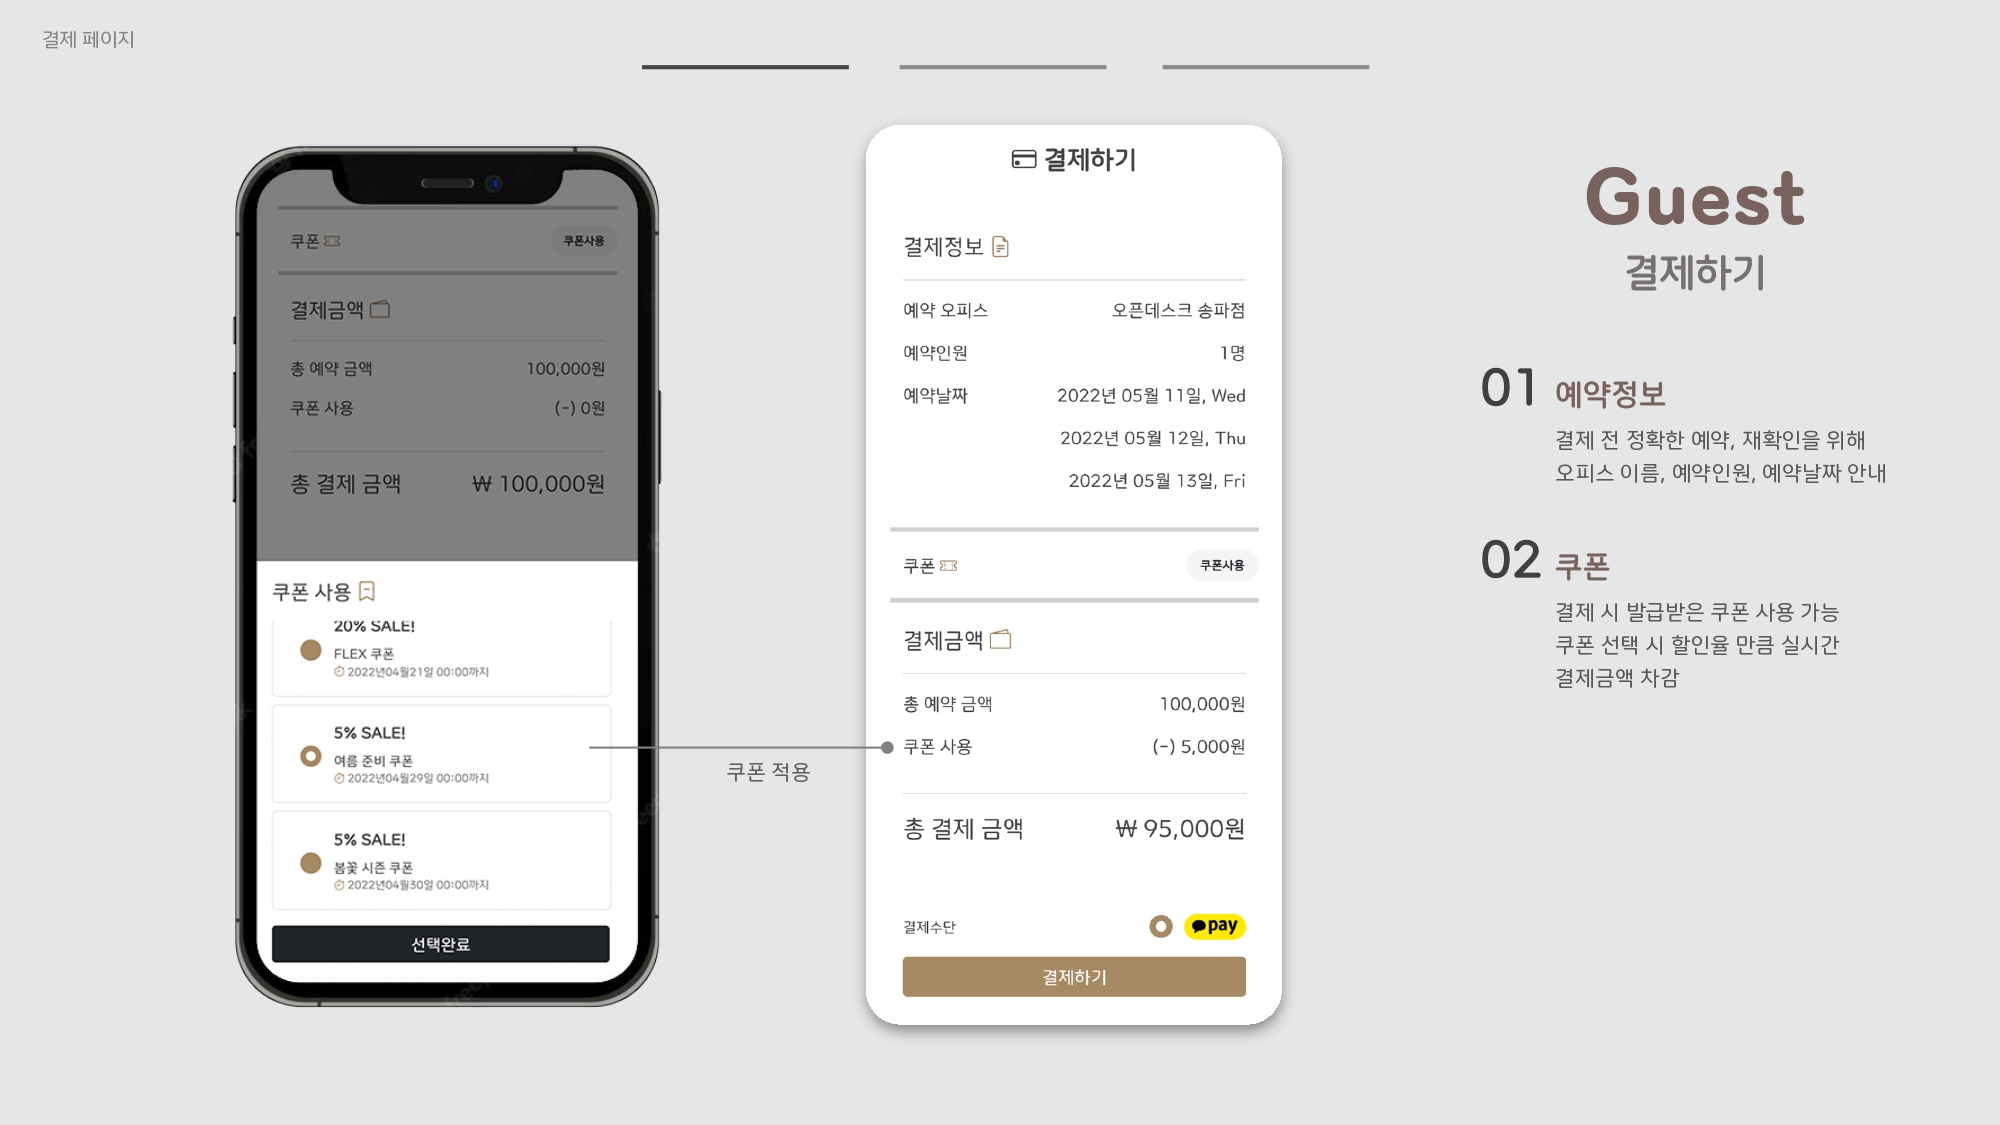 결제 페이지
쿠폰
쿠폰사용
결제금액
총 예약 금액 100,000원
쿠폰 사용 (-) 0원
총 결제 금액 ₩ 100,000원
쿠폰 사용
20% SALE!
FLEX 쿠폰
2022년04월21일 00:00까지
5% SALE!
여름 준비 쿠폰
2022년04월29일 00:00까지
5% SALE!
봄꽃 시즌 쿠폰
2022년04월30일 00:00까지
선택완료
쿠폰 적용
결제하기
결제정보
예약 오피스 오픈데스크 송파점
예약인원 1명
예약날짜 2022년 05월 11일, Wed
2022년 05월 12일, Thu
2022년 05월 13일, Fri
쿠폰
쿠폰사용
결제금액
총 예약 금액 100,000원
쿠폰 사용 (-) 5,000원
총 결제 금액 ₩ 95,000원
결제수단 pay
결제하기
Guest
결제하기
01 예약정보
결제 전 정확한 예약, 재확인을 위해
오피스 이름, 예약인원, 예약날짜 안내
02 쿠폰
결제 시 발급받은 쿠폰 사용 가능
쿠폰 선택 시 할인율 만큼 실시간
결제금액 차감